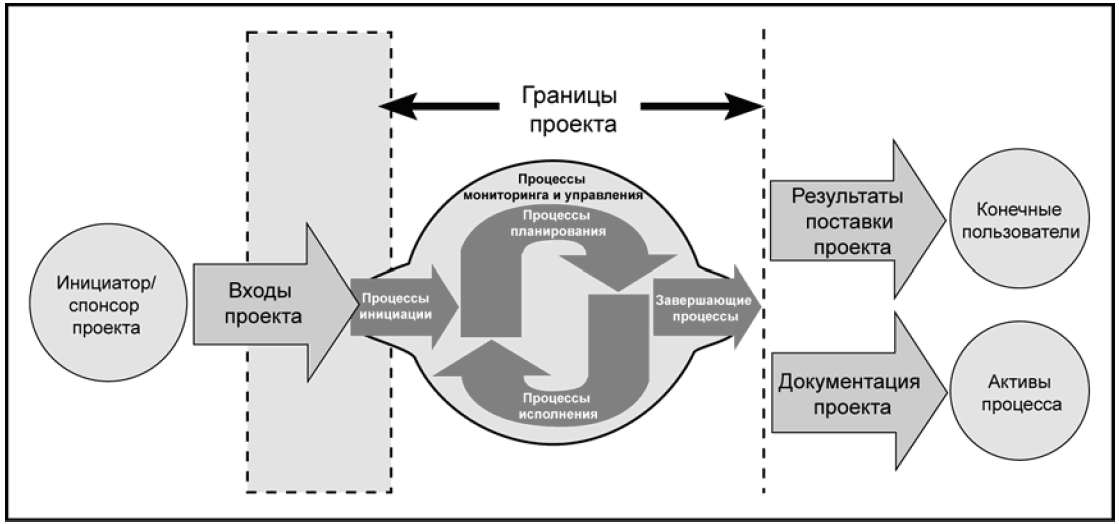 Границы
проекта
Процессы
мониторинга и управления
Процессы
планирования
Инициатор/
спонсор
проекта
Входы
проекта
Процессы
инициации
Завершающие
процессы
Процессы
исполнения
Результаты
поставки
проекта
Конечные
пользователи
Документация
проекта
Активы
процесса